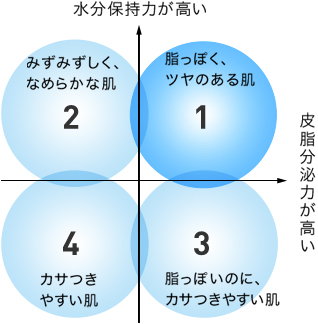 水分保持力が高い
みずみずしく、
なめらかな肌
2
脂っぽく、
ツヤのある肌
1
皮脂分泌力が高い
4
カサつき
やすい肌
3
脂っぽいのに、
カサつきやすい肌